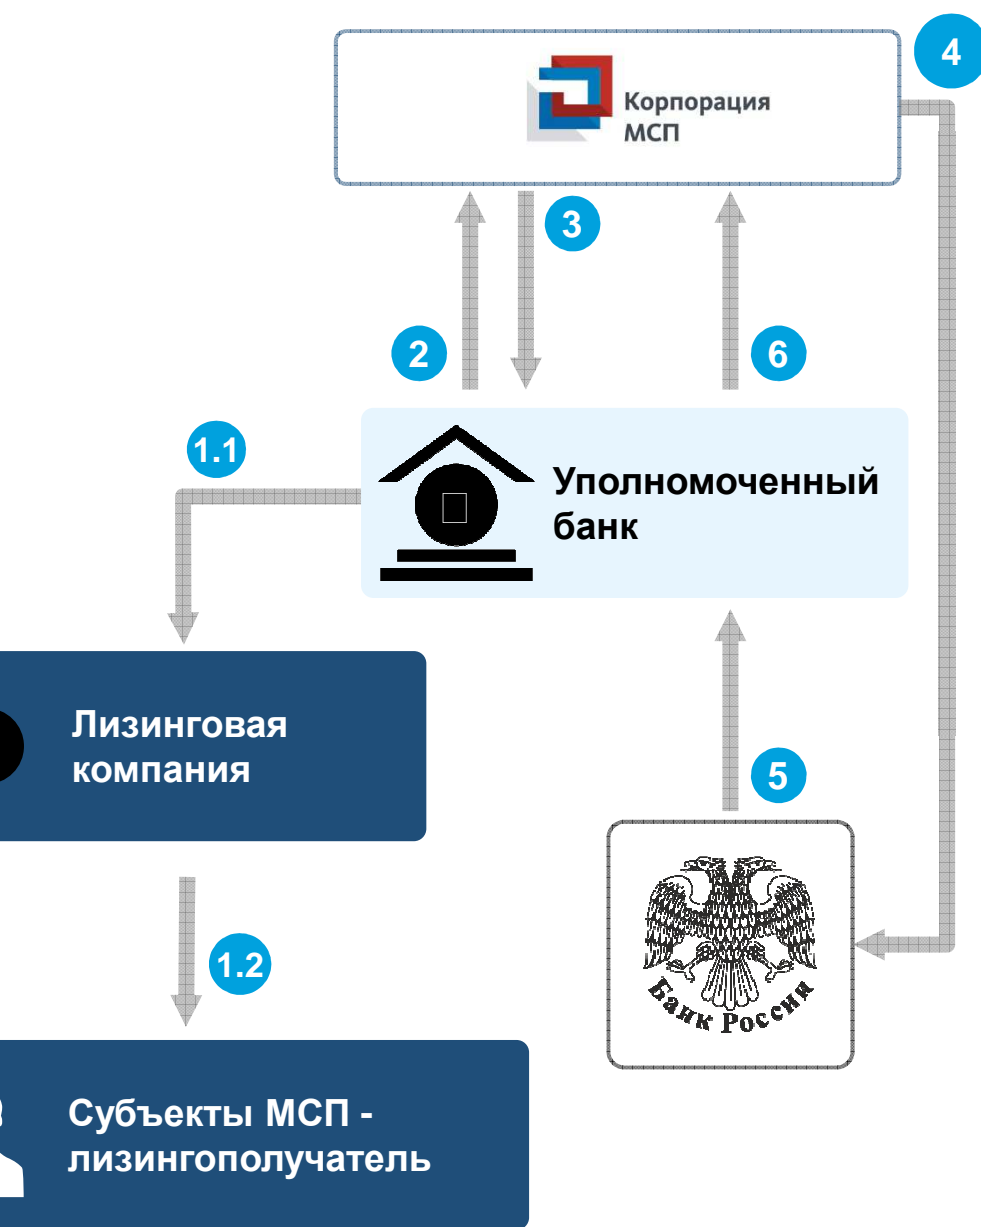 4
Корпорация
МСП
3
2
6
1.1
Уполномоченный
банк
Лизинговая
компания
5
1.2
Банк России
Субъекты МСП -
лизингополучатель